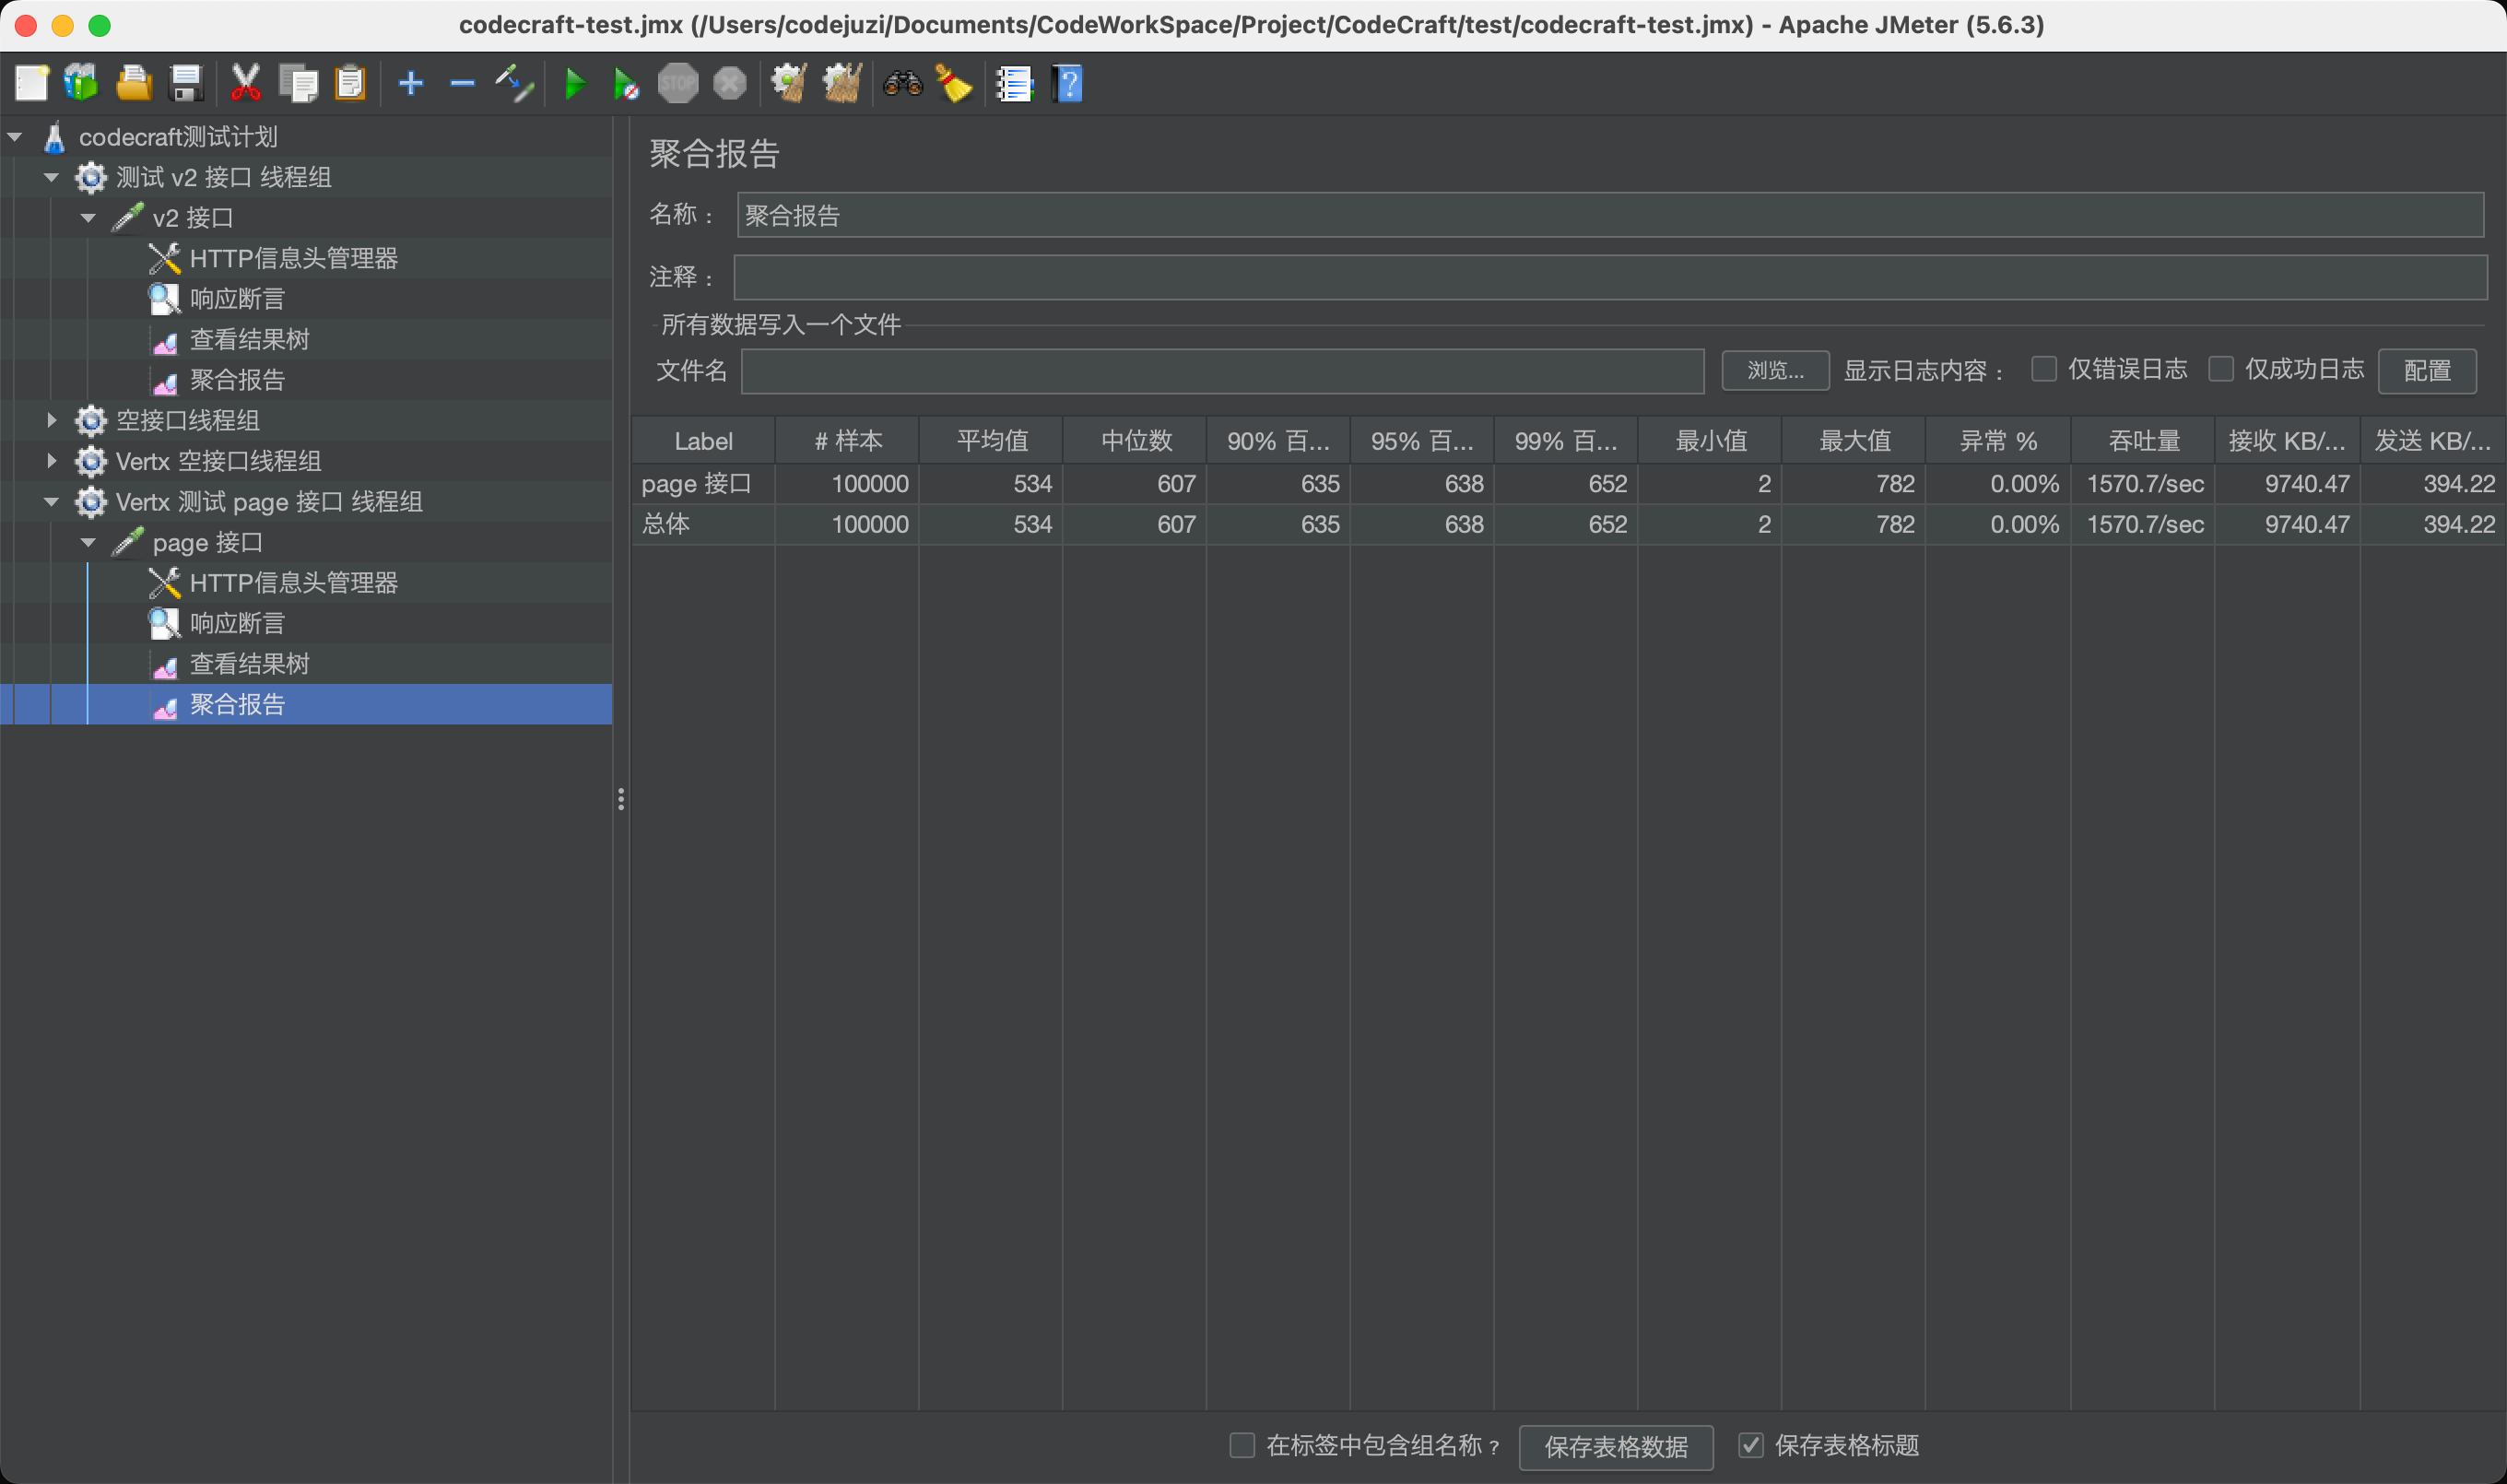 codecraft-test.jmx (/Users/codejuzi/Documents/CodeWorkSpace/Project/CodeCraft/test/codecraft-test.jmx) - Apache JMeter (5.6.3)
STOP
?
codecraft测试计划
测试 v2 接口 线程组
v2 接口
HTTP信息头管理器
响应断言
查看结果树
聚合报告
空接口线程组
Vertx 空接口线程组
Vertx 测试 page 接口 线程组
page 接口
HTTP信息头管理器
响应断言
查看结果树
聚合报告
聚合报告
名称： 聚合报告
注释：
所有数据写入一个文件
文件名 浏览... 显示日志内容： 仅错误日志 仅成功日志 配置
Label # 样本 平均值 中位数 90% 百... 95% 百... 99% 百... 最小值 最大值 异常 % 吞吐量 接收 KB/... 发送 KB/...
page 接口 100000 534 607 635 638 652 2 782 0.00% 1570.7/sec 9740.47 394.22
总体 100000 534 607 635 638 652 2 782 0.00% 1570.7/sec 9740.47 394.22
在标签中包含组名称？ 保存表格数据 保存表格标题